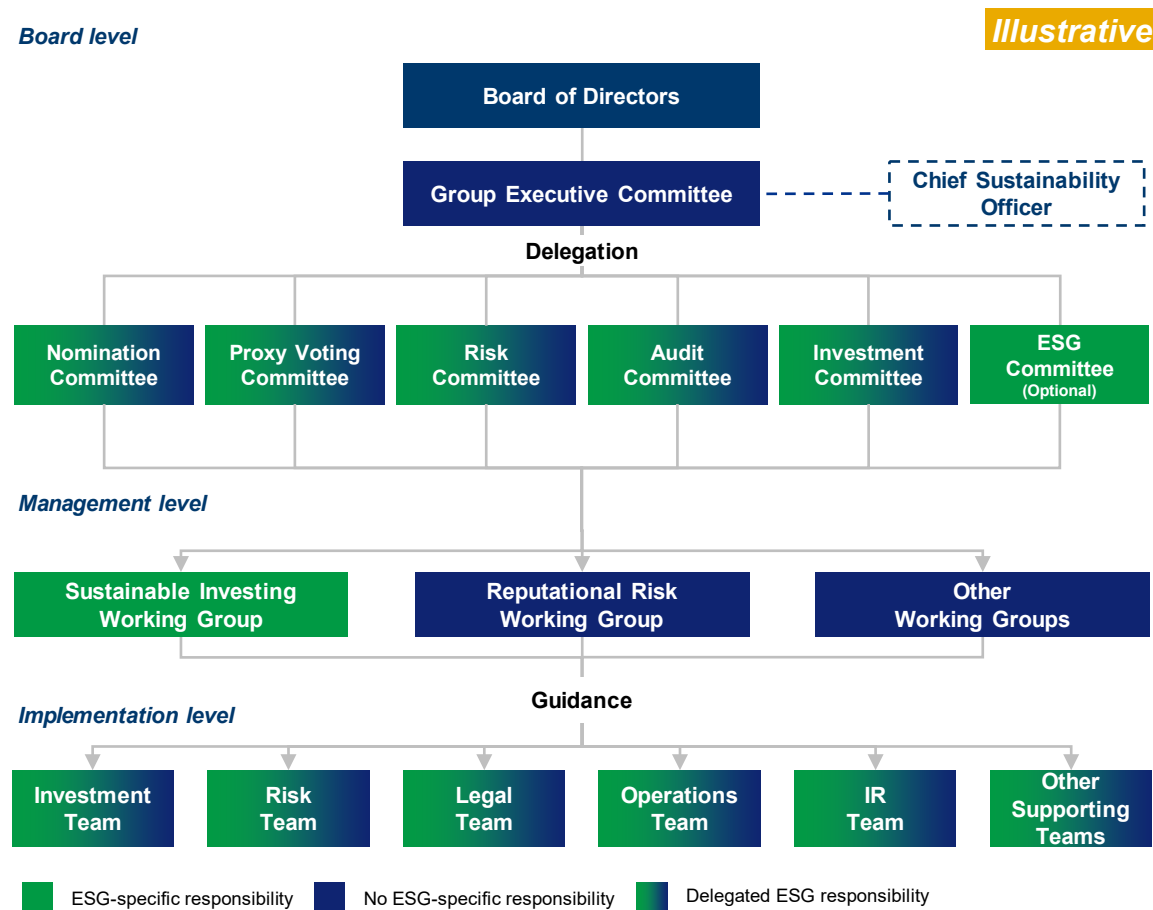 Board level
Illustrative
Board of Directors
Group Executive Committee
Chief Sustainability
Officer
Delegation
Nomination
Committee
Proxy Voting
Committee
Risk
Committee
Audit
Committee
Investment
Committee
ESG
Committee
(Optional)
Management level
Sustainable Investing
Working Group
Reputational Risk
Working Group
Other
Working Groups
Guidance
Implementation level
Investment
Team
Risk
Team
Legal
Team
Operations
Team
IR
Team
Other
Supporting
Teams
ESG-specific responsibility
No ESG-specific responsibility
Delegated ESG responsibility